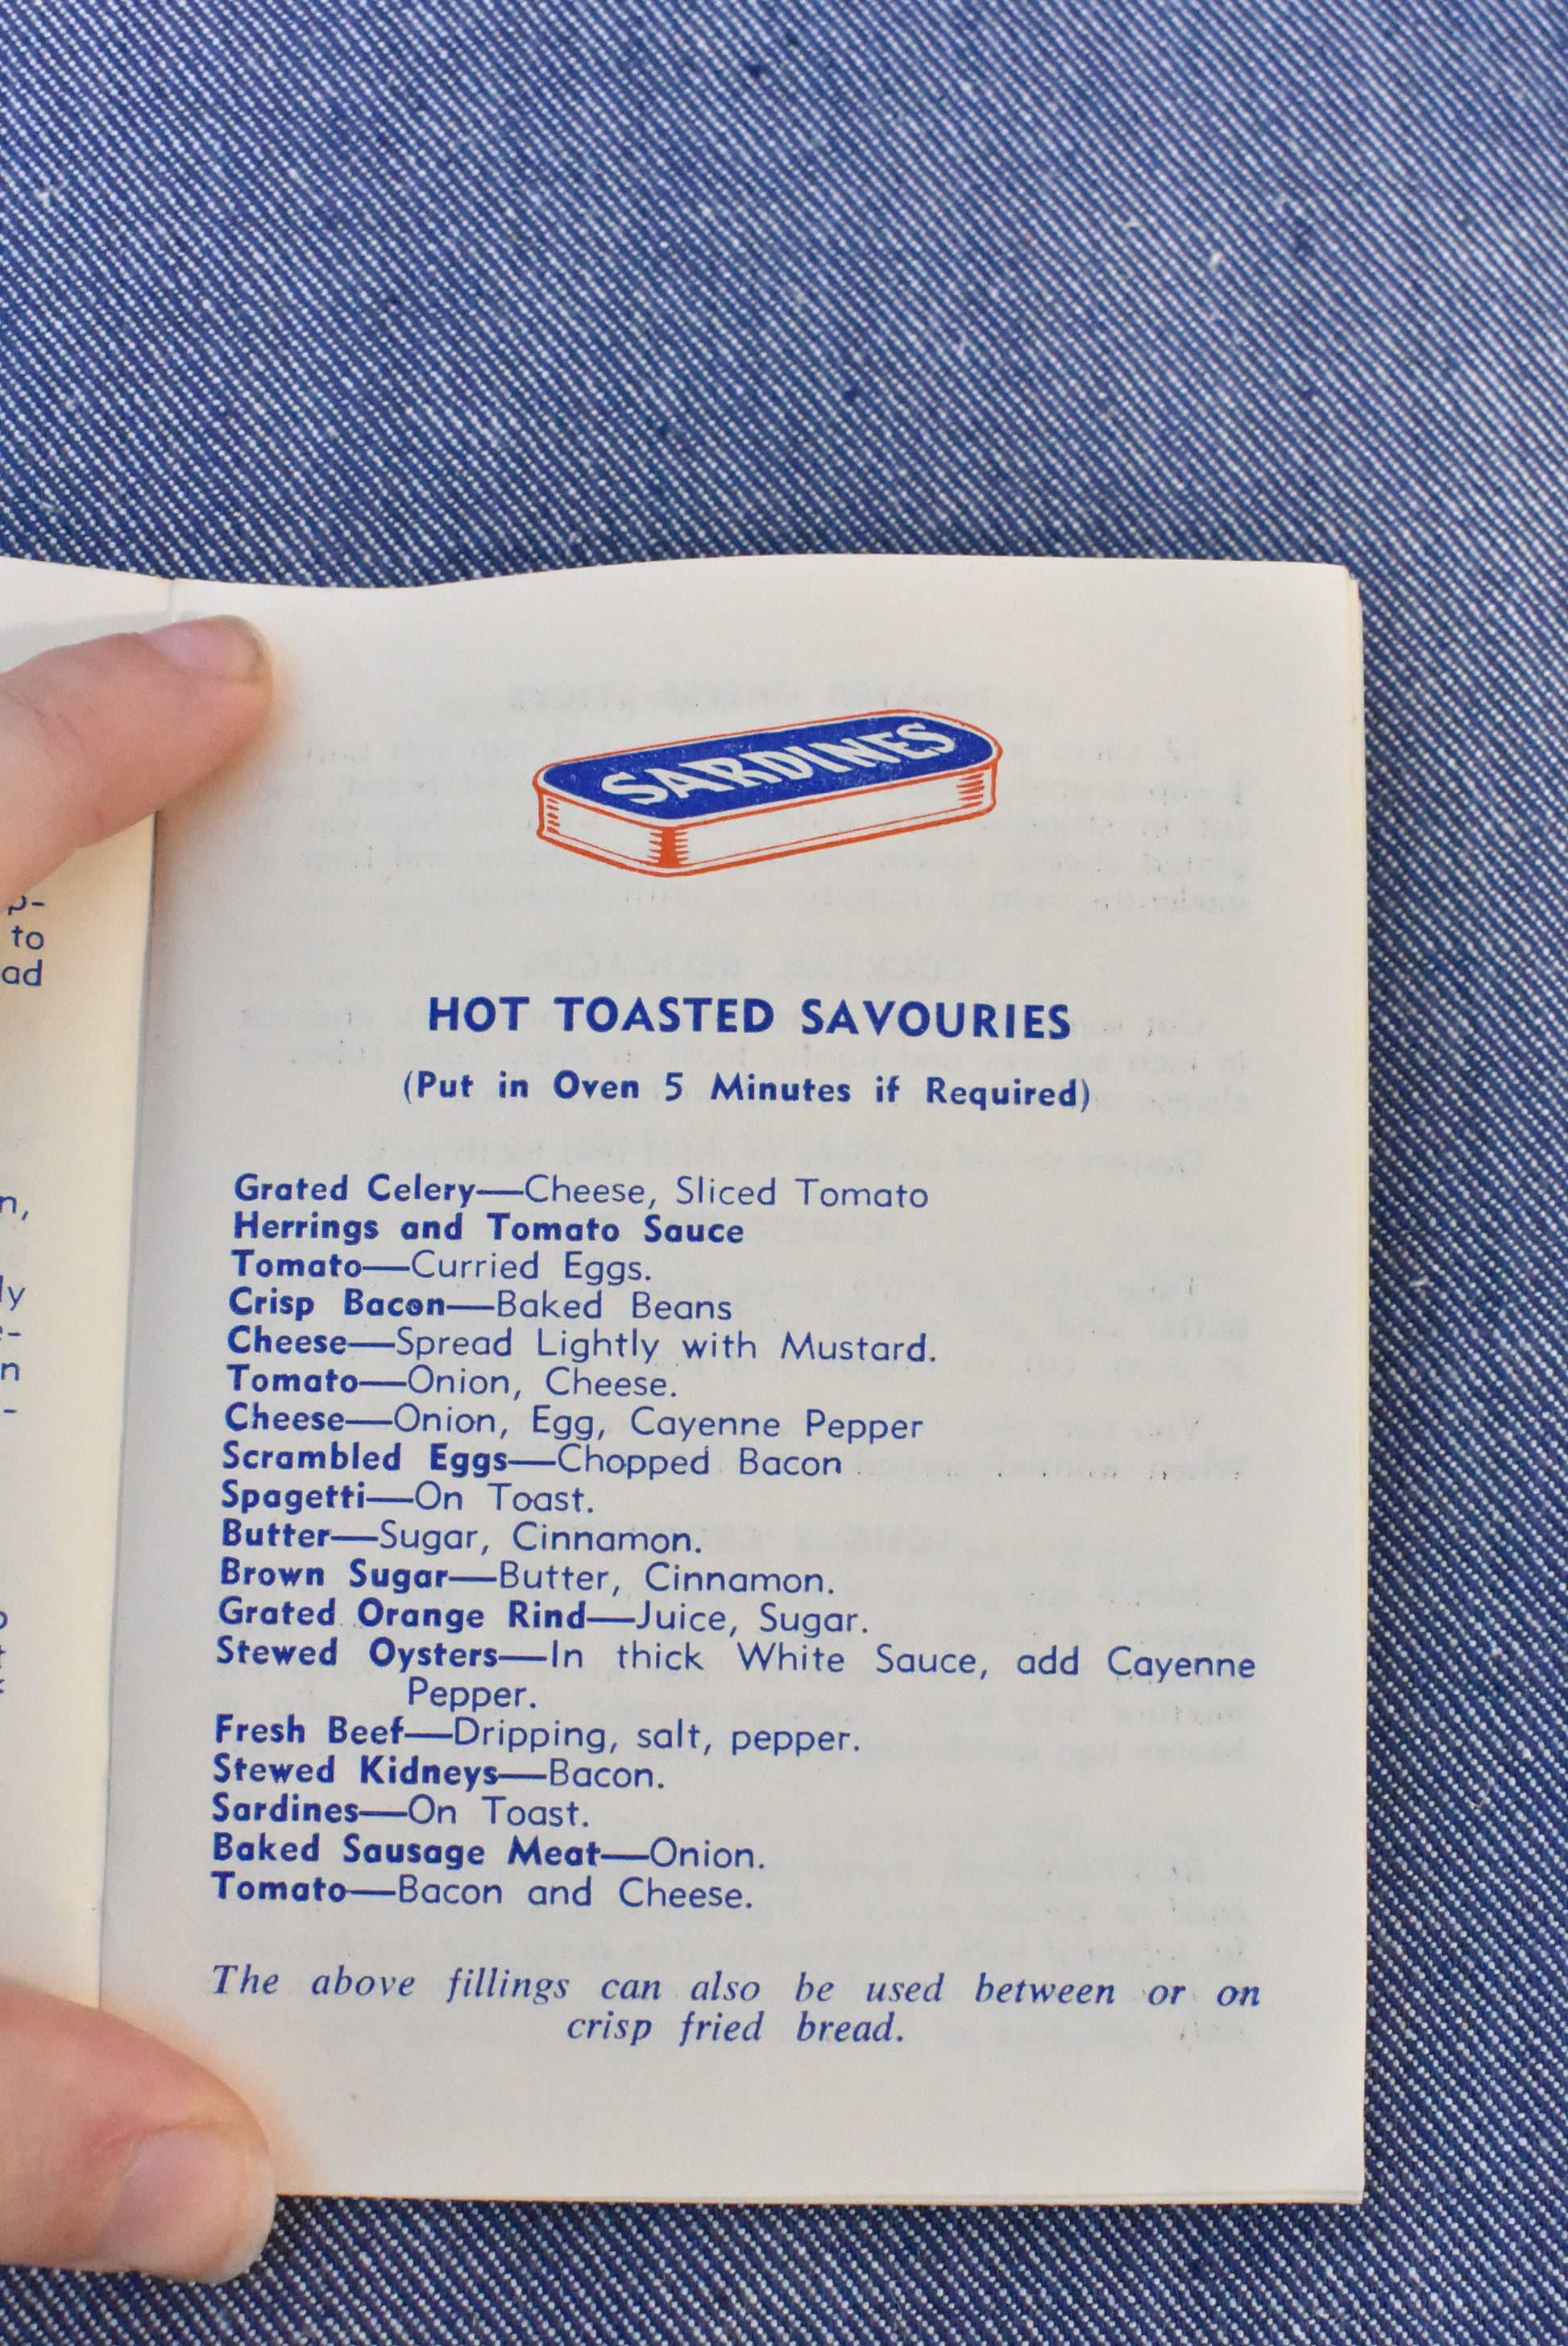 p-
to
ad
n,
ly
e-
n
-
SARDINES
HOT TOASTED SAVOURIES
(Put in Oven 5 Minutes if Required)
Grated Celery—Cheese, Sliced Tomato
Herrings and Tomato Sauce
Tomato—Curried Eggs.
Crisp Bacon—Baked Beans
Cheese—Spread Lightly with Mustard.
Tomato—Onion, Cheese.
Cheese—Onion, Egg, Cayenne Pepper
Scrambled Eggs—Chopped Bacon
Spagetti—On Toast.
Butter—Sugar, Cinnamon.
Brown Sugar—Butter, Cinnamon.
Grated Orange Rind—Juice, Sugar.
Stewed Oysters—In thick White Sauce, add Cayenne
Pepper.
Fresh Beef—Dripping, salt, pepper.
Stewed Kidneys—Bacon.
Sardines—On Toast.
Baked Sausage Meat—Onion.
Tomato—Bacon and Cheese.
The above fillings can also be used between or on
crisp fried bread.